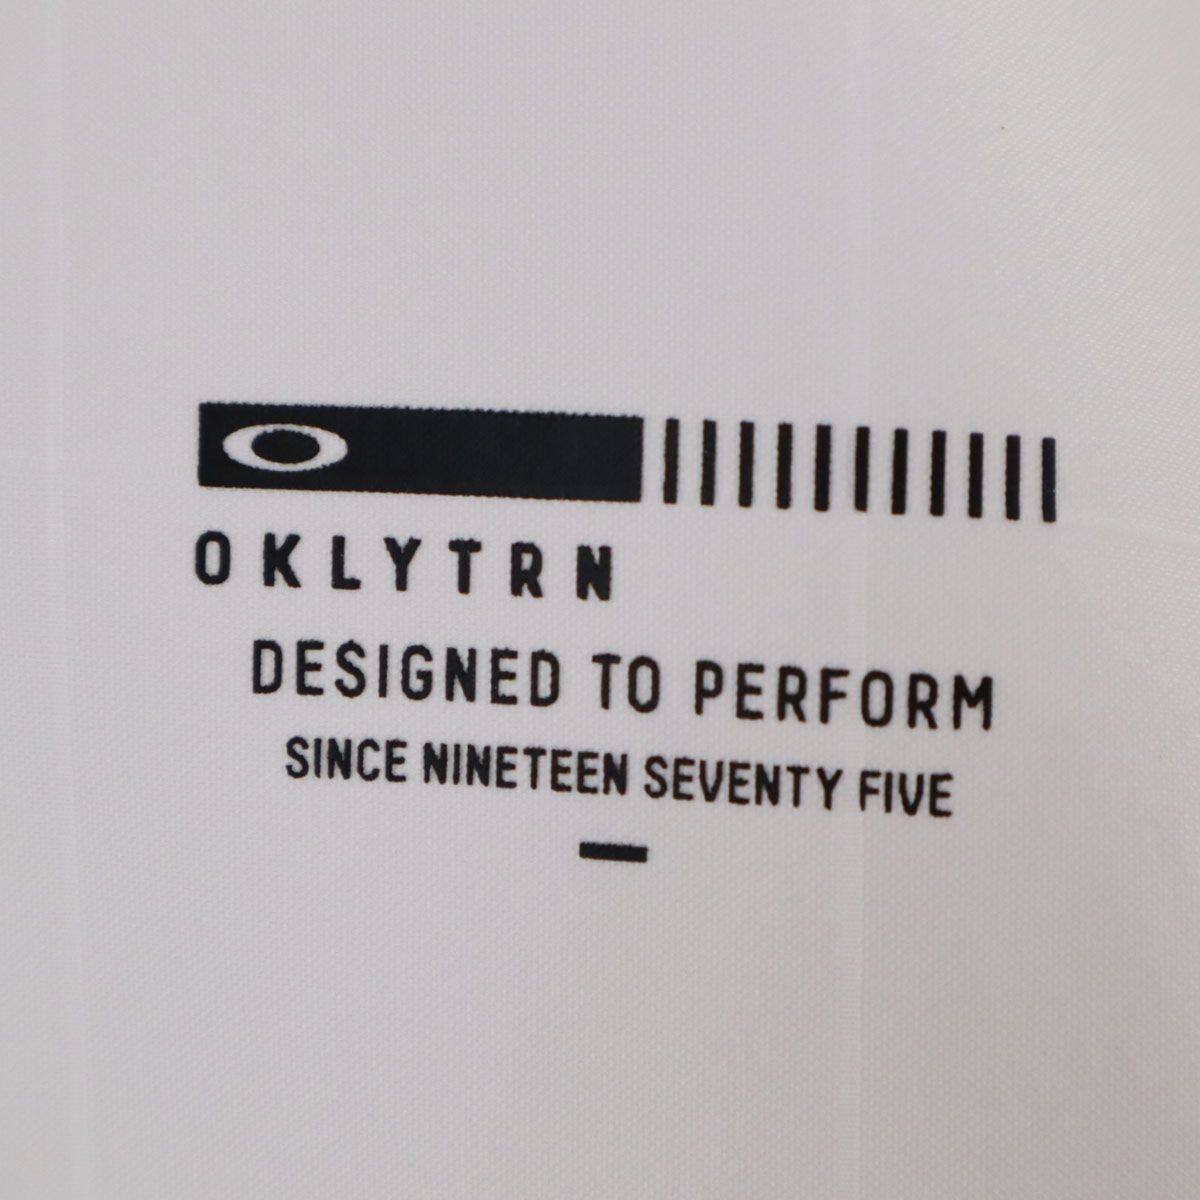 OKLYTRN
DESIGNED TO PERFORM
SINCE NINETEEN SEVENTY FIVE